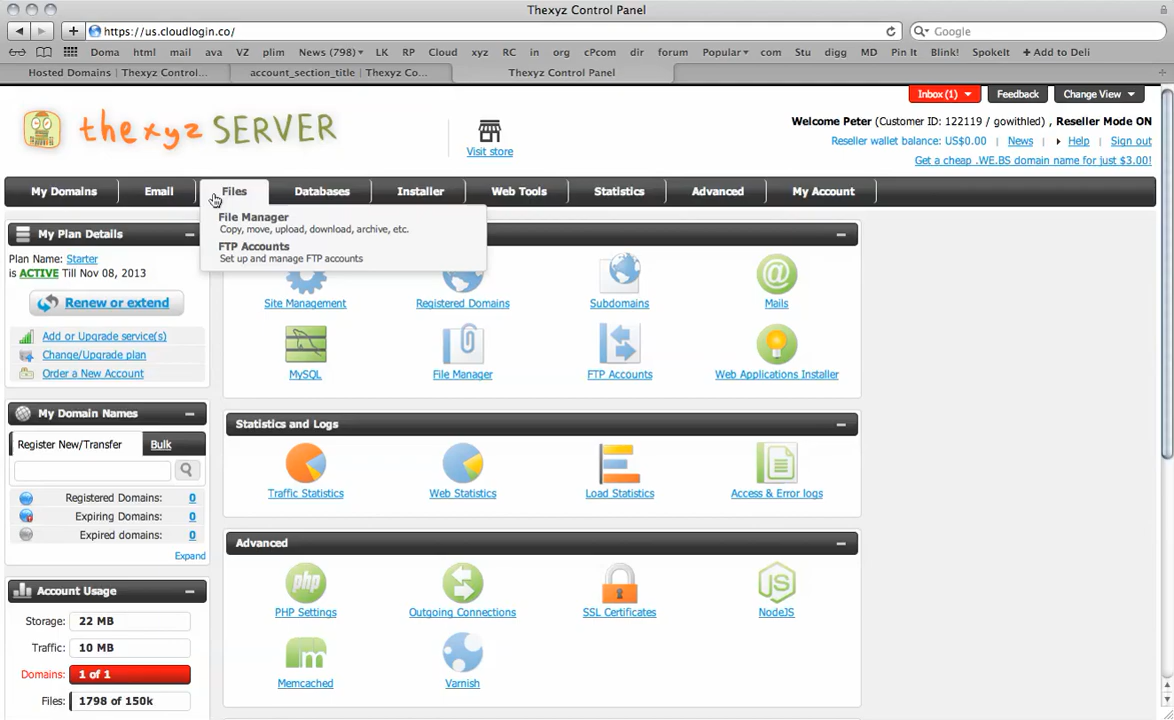 Thexyz Control Panel
https://us.cloudlogin.co/
Google
Doma html mail ava VZ plim News (798) LK RP Cloud xyz RC in org cPcom dir forum Popular com Stu digg MD Pin It Blink! SpokeIt + Add to Deli
Hosted Domains | Thexyz Control...
account_section_title | Thexyz Co...
Thexyz Control Panel
Inbox (1)
Feedback
Change View
thexyz SERVER
Visit store
Welcome Peter (Customer ID: 122119 / gowithled) , Reseller Mode ON
Reseller wallet balance: US$0.00 | News | Help | Sign out
Get a cheap .WE.BS domain name for just $3.00!
My Domains
Email
Files
Databases
Installer
Web Tools
Statistics
Advanced
My Account
File Manager
Copy, move, upload, download, archive, etc.
FTP Accounts
Set up and manage FTP accounts
My Plan Details
Plan Name: Starter
is ACTIVE Till Nov 08, 2013
Renew or extend
Add or Upgrade service(s)
Change/Upgrade plan
Order a New Account
My Domain Names
Register New/Transfer
Bulk
Registered Domains: 0
Expiring Domains: 0
Expired domains: 0
Expand
Account Usage
Storage: 22 MB
Traffic: 10 MB
Domains: 1 of 1
Files: 1798 of 150k
Site Management
Registered Domains
Subdomains
Mails
MySQL
File Manager
FTP Accounts
Web Applications Installer
Statistics and Logs
Traffic Statistics
Web Statistics
Load Statistics
Access & Error logs
Advanced
php
JS
PHP Settings
Outgoing Connections
SSL Certificates
NodeJS
m
Memcached
Varnish